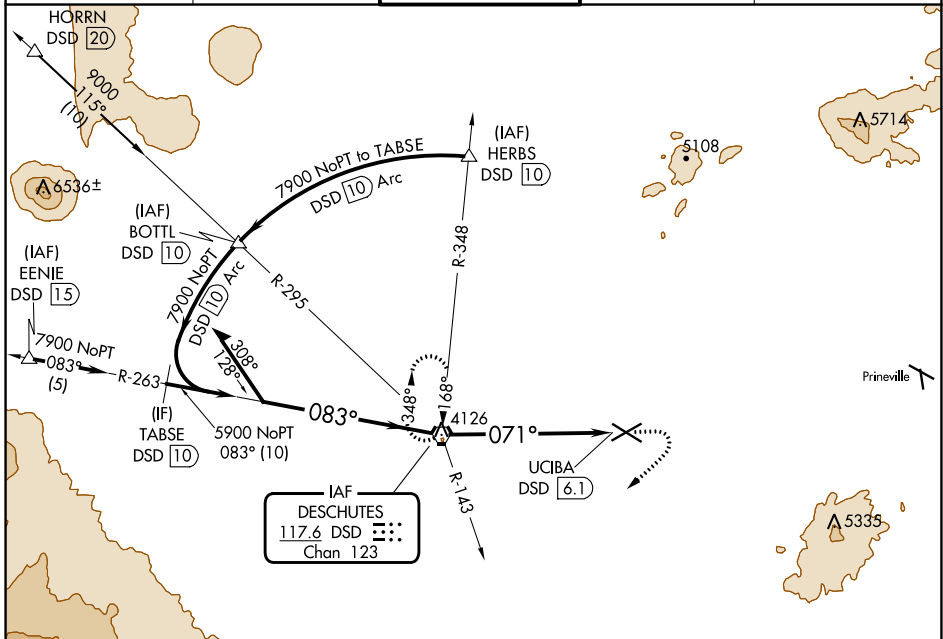 HORRN
DSD 20
9000
115°
(10)
6536±
(IAF)
BOTTL
DSD 10
7900 NoPT to TABSE
DSD 10 Arc
(IAF)
HERBS
DSD 10
5108
5714
(IAF)
EENIE
DSD 15
7900 NoPT
DSD 10 Arc
R-295
R-348
7900 NoPT
083°
(5)
R-263
308°
128°
(IF)
TABSE
DSD 10
5900 NoPT
083° (10)
083°
348°
168°
4126
071°
UCIBA
DSD 6.1
R-143
Prineville
IAF
DESCHUTES
117.6 DSD
Chan 123
5335